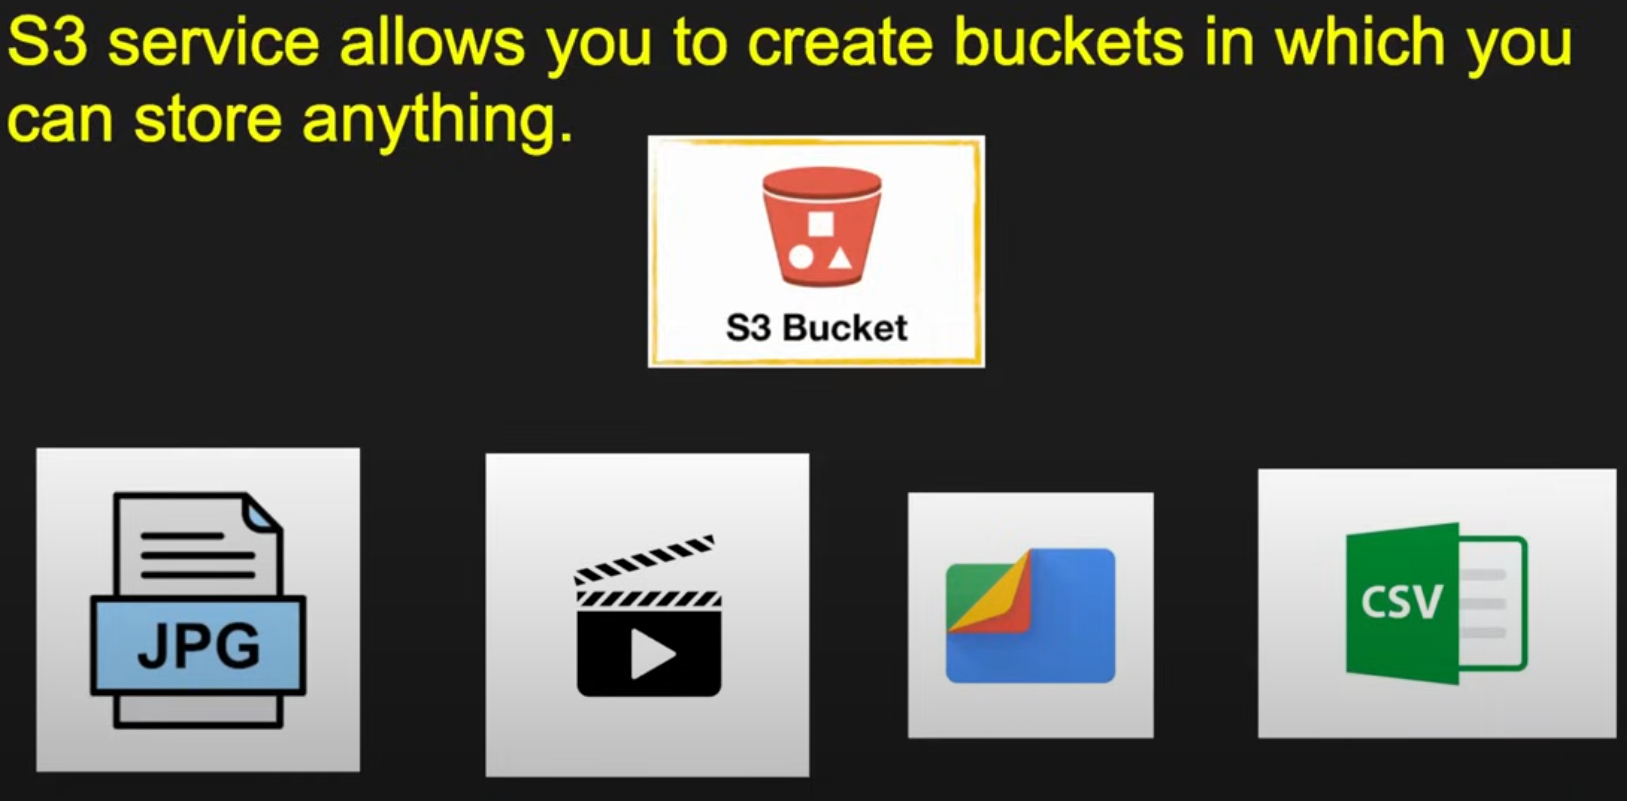 S3 service allows you to create buckets in which you
can store anything.
S3 Bucket
JPG
CSV